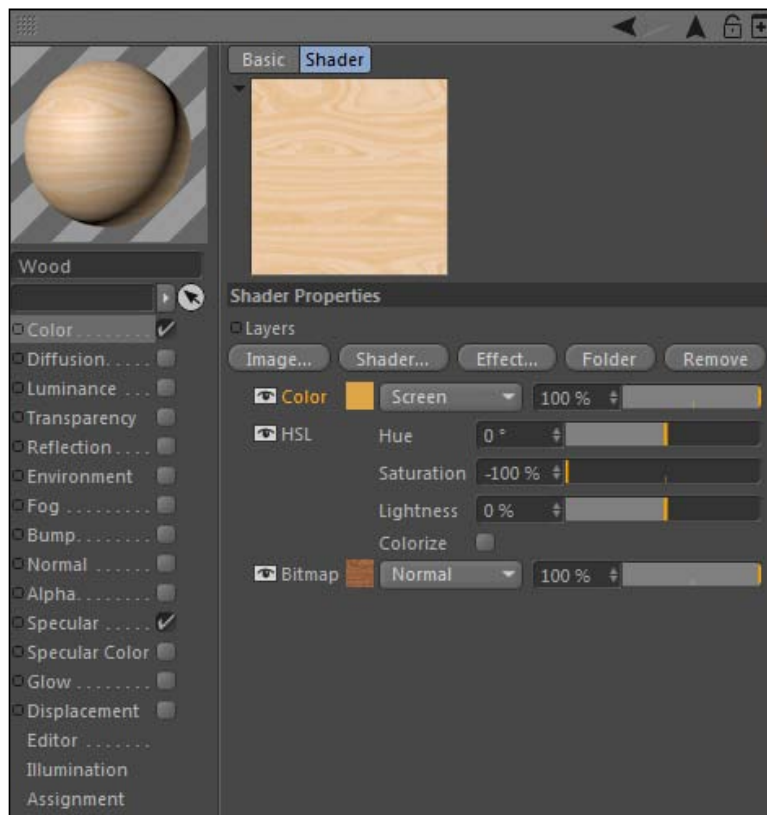 Basic Shader
Wood
Shader Properties
Layers
Image... Shader... Effect... Folder Remove
Color Screen 100 %
HSL Hue 0 °
Saturation -100 %
Lightness 0 %
Colorize
Bitmap Normal 100 %
Color . . . . . . . .
Diffusion. . . . .
Luminance . . .
Transparency
Reflection . . . .
Environment
Fog . . . . . . . . .
Bump. . . . . . . .
Normal . . . . . .
Alpha. . . . . . . .
Specular . . . . .
Specular Color
Glow . . . . . . . .
Displacement
Editor . . . . . . .
Illumination
Assignment